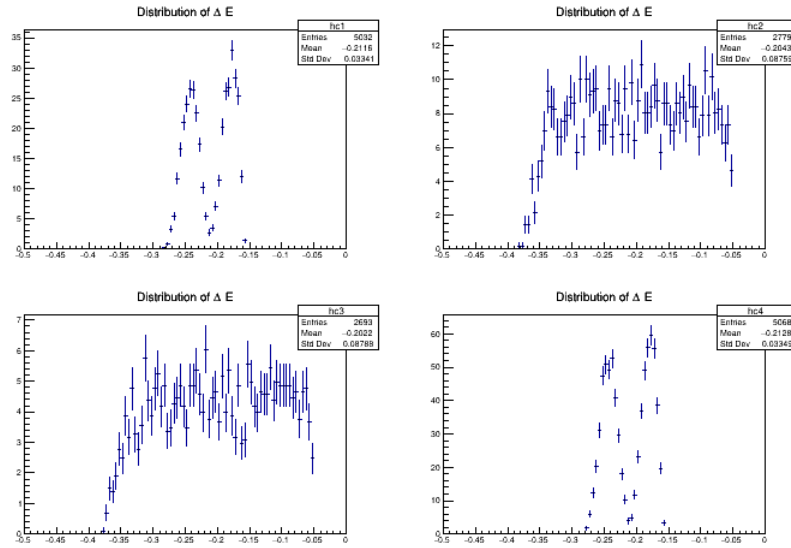 Distribution of Δ E
hc1
Entries 5032
Mean −0.2116
Std Dev 0.03341
35
30
25
20
15
10
5
0
−0.5 −0.45 −0.4 −0.35 −0.3 −0.25 −0.2 −0.15 −0.1 −0.05 0
Distribution of Δ E
hc2
Entries 2779
Mean −0.2043
Std Dev 0.08759
12
10
8
6
4
2
0
−0.5 −0.45 −0.4 −0.35 −0.3 −0.25 −0.2 −0.15 −0.1 −0.05 0
Distribution of Δ E
hc3
Entries 2693
Mean −0.2022
Std Dev 0.08789
7
6
5
4
3
2
1
0
−0.5 −0.45 −0.4 −0.35 −0.3 −0.25 −0.2 −0.15 −0.1 −0.05 0
Distribution of Δ E
hc4
Entries 5068
Mean −0.2128
Std Dev 0.03349
60
50
40
30
20
10
0
−0.5 −0.45 −0.4 −0.35 −0.3 −0.25 −0.2 −0.15 −0.1 −0.05 0